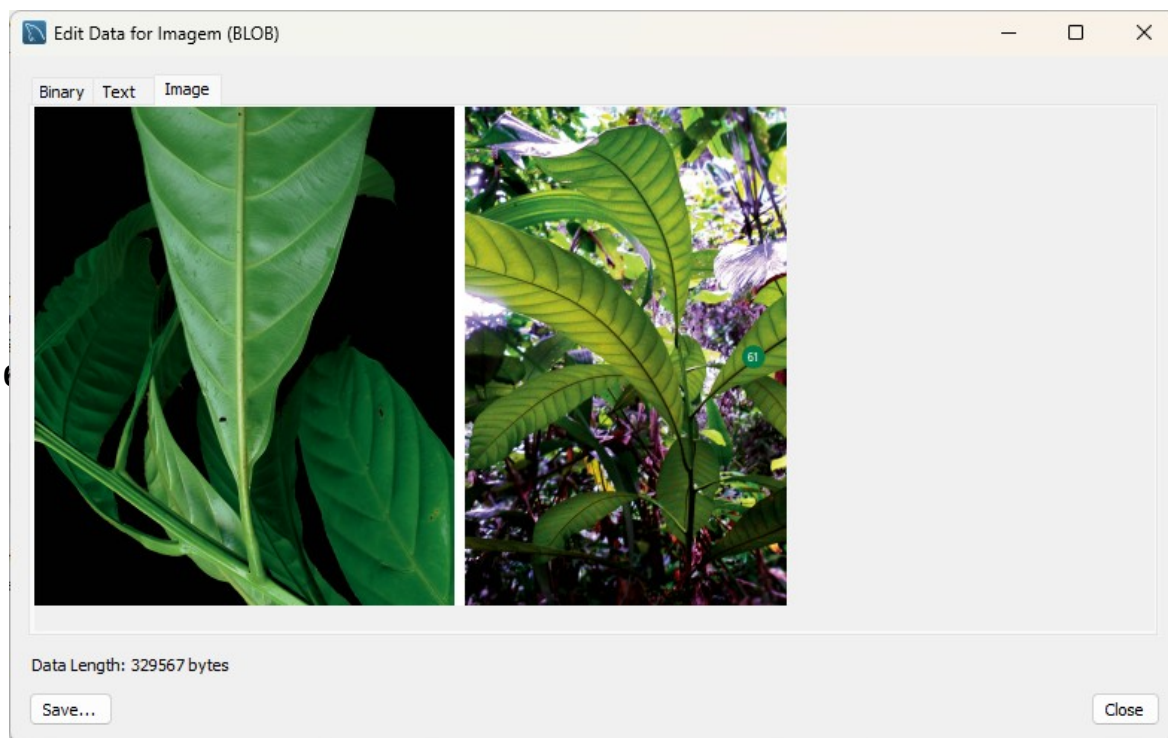 Edit Data for Imagem (BLOB)
Binary Text Image
61
Data Length: 329567 bytes
Save... Close